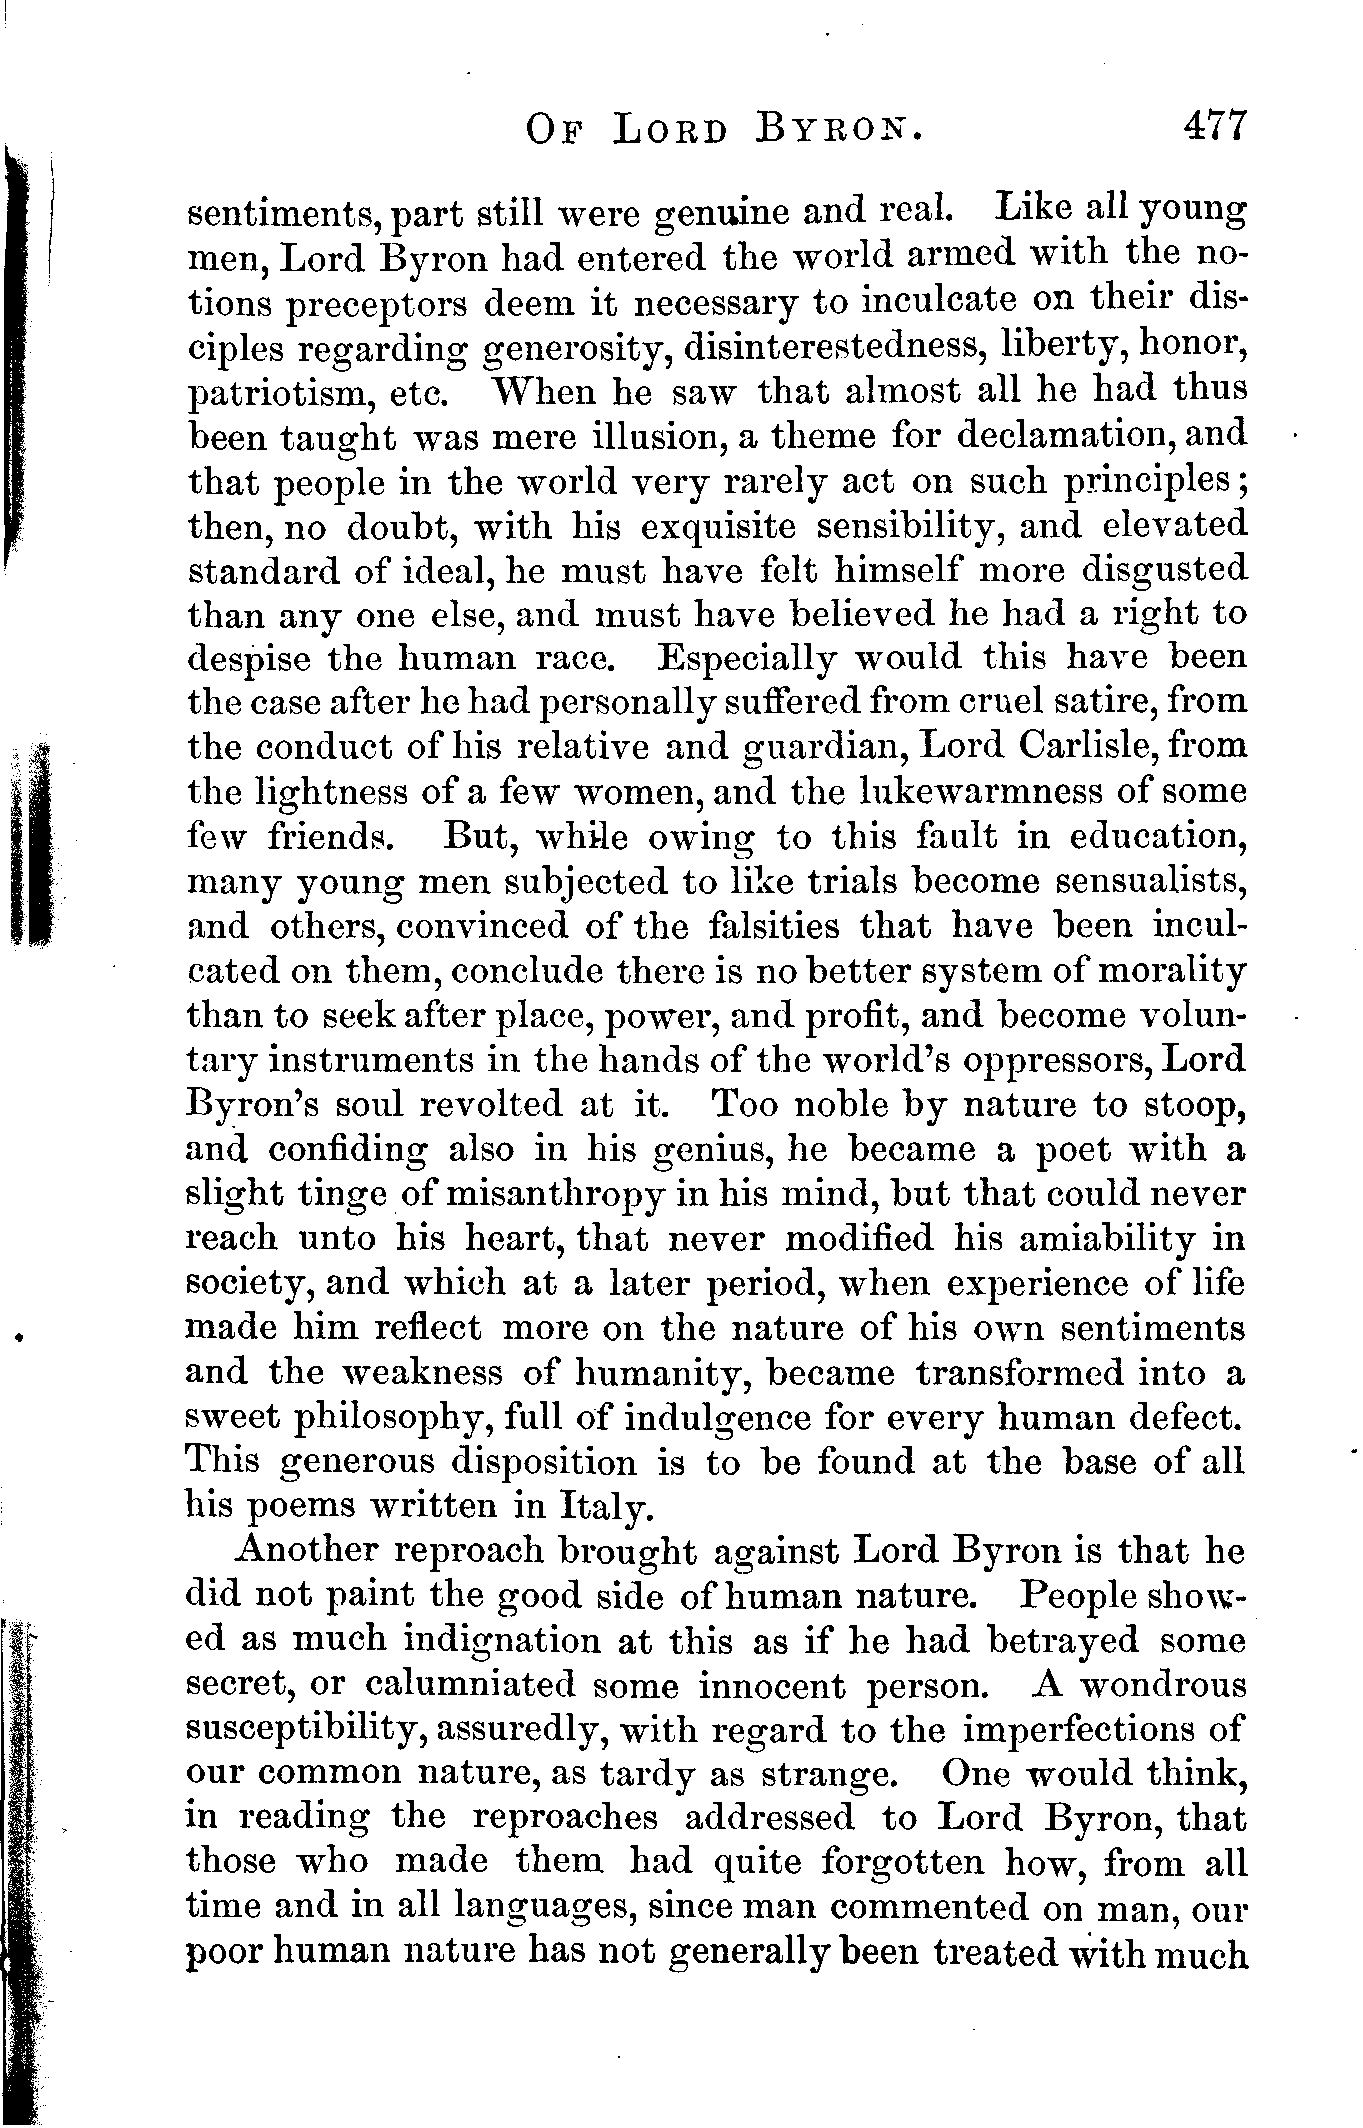 OF LORD BYRON. 477
sentiments, part still were genuine and real. Like all young
men, Lord Byron had entered the world armed with the no-
tions preceptors deem it necessary to inculcate on their dis-
ciples regarding generosity, disinterestedness, liberty, honor,
patriotism, etc. When he saw that almost all he had thus
been taught was mere illusion, a theme for declamation, and
that people in the world very rarely act on such principles;
then, no doubt, with his exquisite sensibility, and elevated
standard of ideal, he must have felt himself more disgusted
than any one else, and must have believed he had a right to
despise the human race. Especially would this have been
the case after he had personally suffered from cruel satire, from
the conduct of his relative and guardian, Lord Carlisle, from
the lightness of a few women, and the lukewarmness of some
few friends. But, while owing to this fault in education,
many young men subjected to like trials become sensualists,
and others, convinced of the falsities that have been incul-
cated on them, conclude there is no better system of morality
than to seek after place, power, and profit, and become volun-
tary instruments in the hands of the world's oppressors, Lord
Byron's soul revolted at it. Too noble by nature to stoop,
and confiding also in his genius, he became a poet with a
slight tinge of misanthropy in his mind, but that could never
reach unto his heart, that never modified his amiability in
society, and which at a later period, when experience of life
made him reflect more on the nature of his own sentiments
and the weakness of humanity, became transformed into a
sweet philosophy, full of indulgence for every human defect.
This generous disposition is to be found at the base of all
his poems written in Italy.
Another reproach brought against Lord Byron is that he
did not paint the good side of human nature. People show-
ed as much indignation at this as if he had betrayed some
secret, or calumniated some innocent person. A wondrous
susceptibility, assuredly, with regard to the imperfections of
our common nature, as tardy as strange. One would think,
in reading the reproaches addressed to Lord Byron, that
those who made them had quite forgotten how, from all
time and in all languages, since man commented on man, our
poor human nature has not generally been treated with much